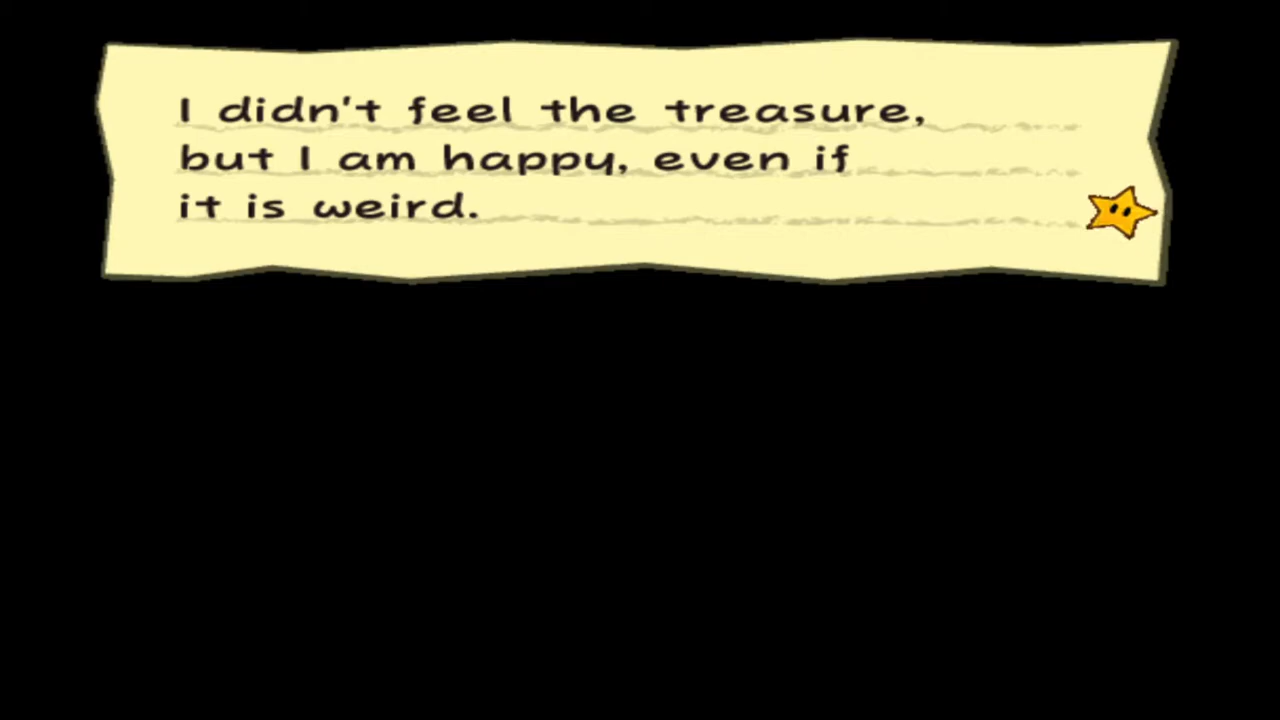 I didn't feel the treasure,
but I am happy, even if
it is weird.